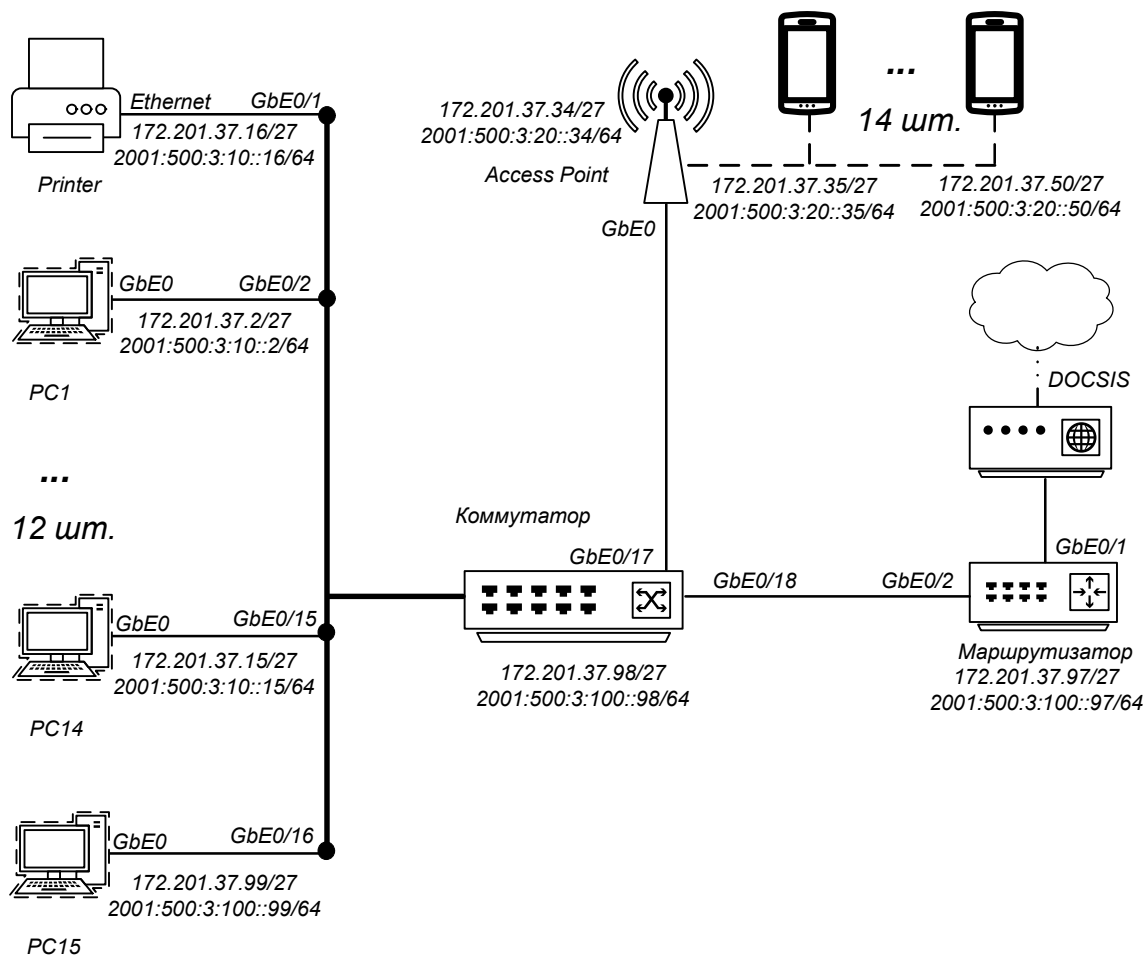 Ethernet GbE0/1
172.201.37.16/27
2001:500:3:10::16/64
Printer
GbE0 GbE0/2
172.201.37.2/27
2001:500:3:10::2/64
PC1
...
12 шт.
GbE0 GbE0/15
172.201.37.15/27
2001:500:3:10::15/64
PC14
GbE0 GbE0/16
172.201.37.99/27
2001:500:3:100::99/64
PC15
172.201.37.34/27
2001:500:3:20::34/64
Access Point
GbE0
...
14 шт.
172.201.37.35/27
2001:500:3:20::35/64
172.201.37.50/27
2001:500:3:20::50/64
DOCSIS
Коммутатор
GbE0/17
GbE0/18
172.201.37.98/27
2001:500:3:100::98/64
GbE0/1
GbE0/2
Маршрутизатор
172.201.37.97/27
2001:500:3:100::97/64